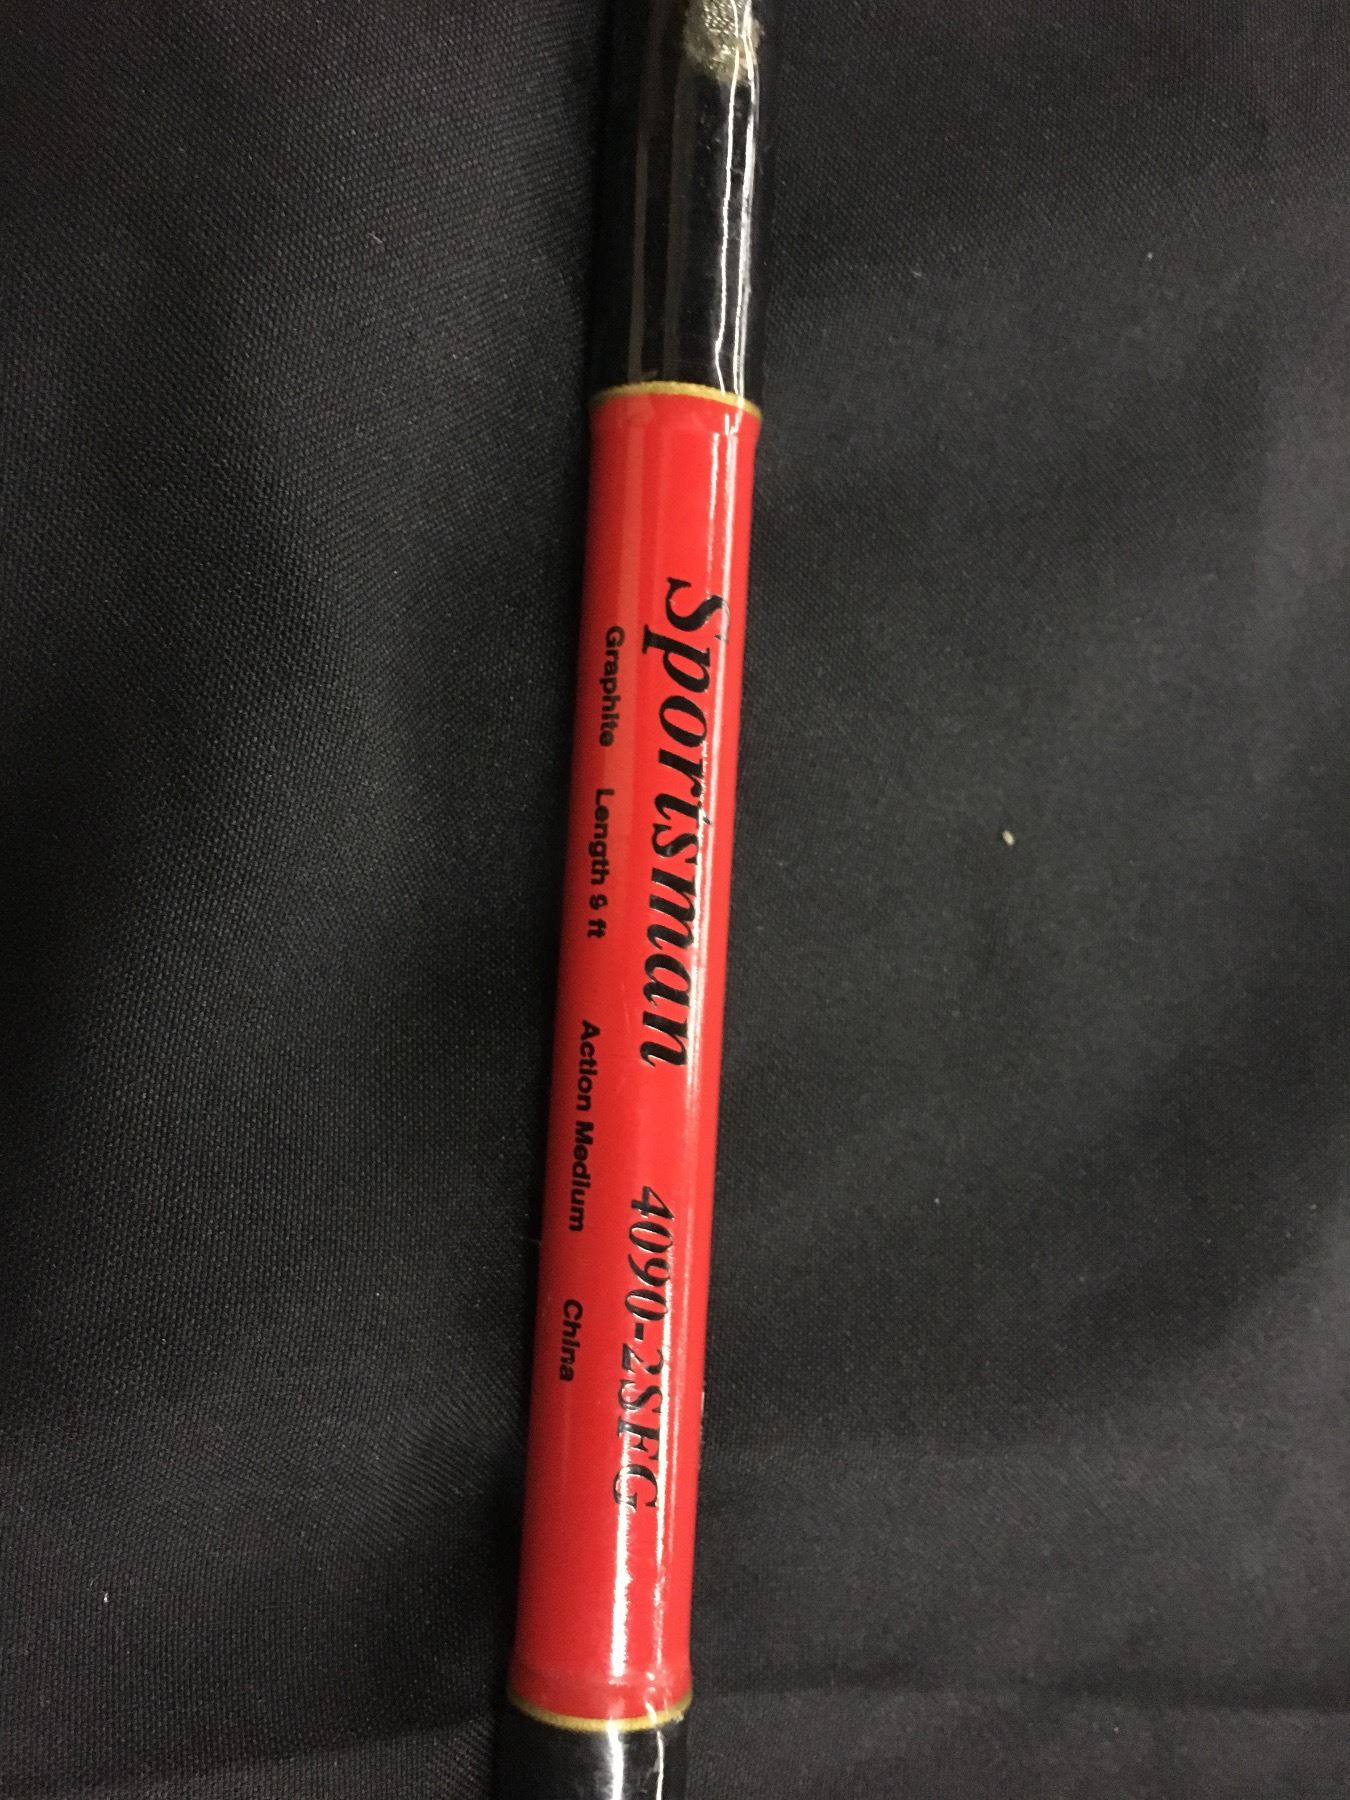 Sportsman 4090-2SFG
Graphite Length 9 ft Action Medium China